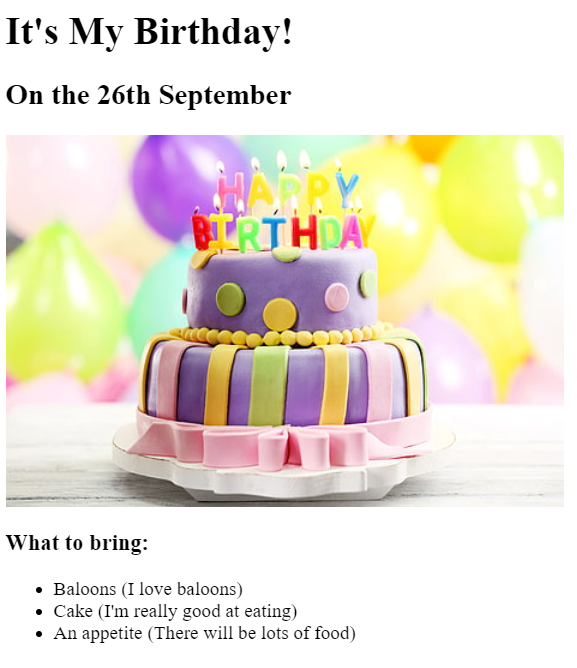 It's My Birthday!
On the 26th September
HAPPY
BIRTHDAY
What to bring:
Baloons (I love baloons)
Cake (I'm really good at eating)
An appetite (There will be lots of food)